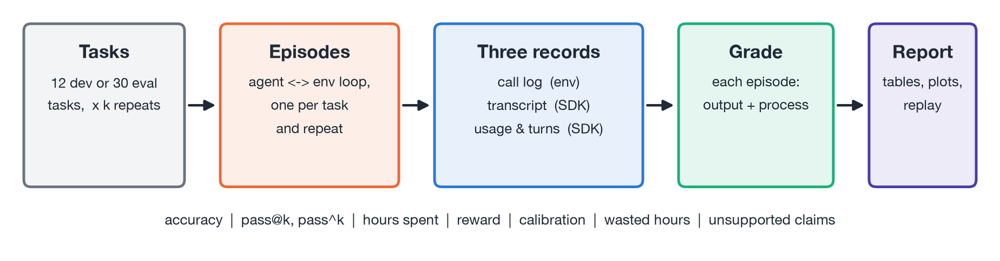 Tasks
12 dev or 30 eval
tasks,  x k repeats
Episodes
agent <-> env loop,
one per task
and repeat
Three records
call log  (env)
transcript  (SDK)
usage & turns  (SDK)
Grade
each episode:
output + process
Report
tables, plots,
replay
accuracy  |  pass@k, pass^k  |  hours spent  |  reward  |  calibration  |  wasted hours  |  unsupported claims